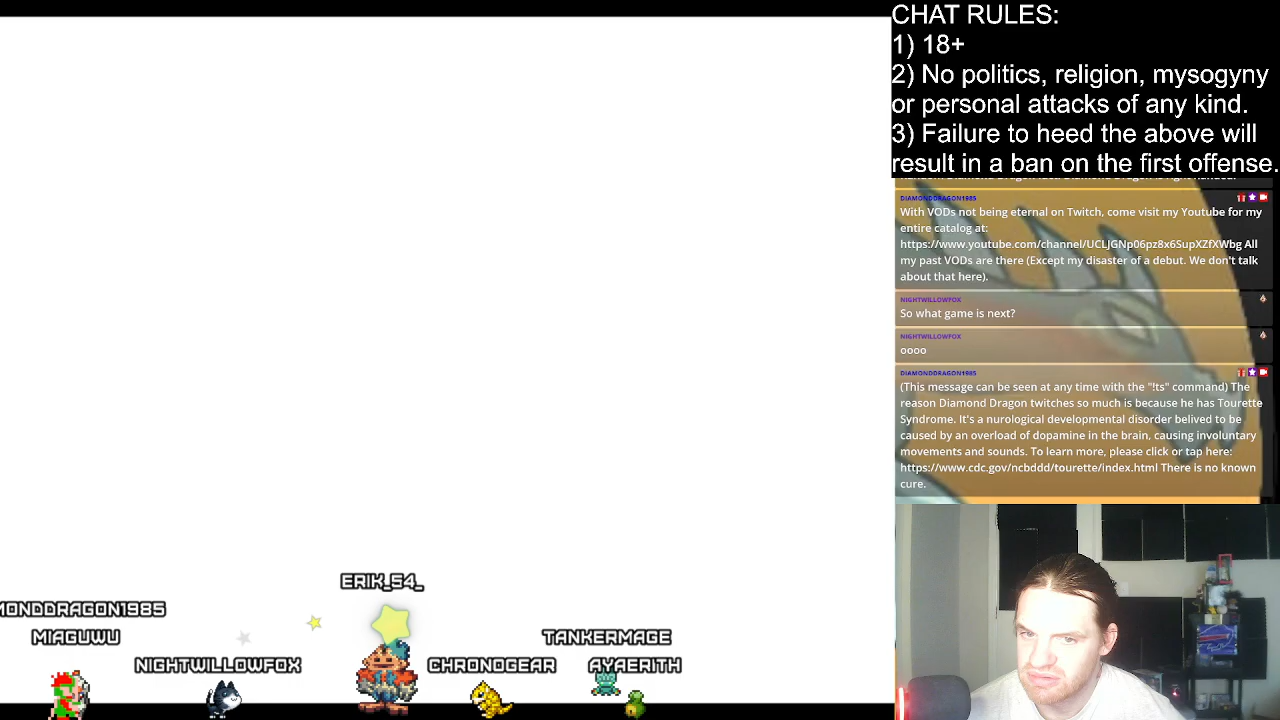 CHAT RULES:
1) 18+
2) No politics, religion, mysogyny
or personal attacks of any kind.
3) Failure to heed the above will
result in a ban on the first offense.
DIAMONDDRAGON1985
With VODs not being eternal on Twitch, come visit my Youtube for my
entire catalog at:
https://www.youtube.com/channel/UCLJGNp06pz8x6SupXZfXWbg All
my past VODs are there (Except my disaster of a debut. We don't talk
about that here).
NIGHTWILLOWFOX
So what game is next?
NIGHTWILLOWFOX
oooo
DIAMONDDRAGON1985
(This message can be seen at any time with the "!ts" command) The
reason Diamond Dragon twitches so much is because he has Tourette
Syndrome. It's a nurological developmental disorder belived to be
caused by an overload of dopamine in the brain, causing involuntary
movements and sounds. To learn more, please click or tap here:
https://www.cdc.gov/ncbddd/tourette/index.html There is no known
cure.
ERIK_54_
MONDDRAGON1985
MIAGUWU
TANKERMAGE
NIGHTWILLOWFOX
CHRONOGEAR
AYAERITH